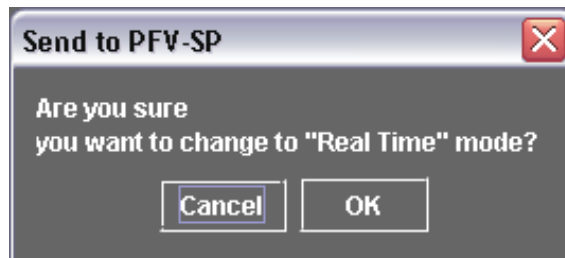 Send to PFV-SP
Are you sure
you want to change to "Real Time" mode?
Cancel OK